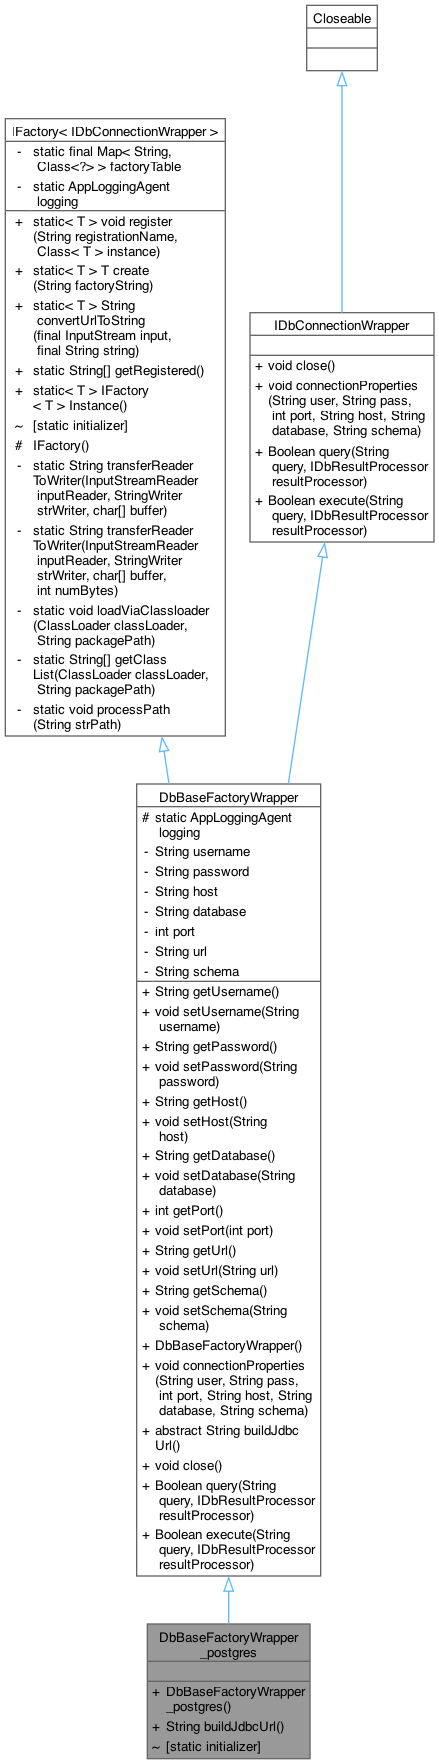 Closeable
IFactory< IDbConnectionWrapper >
- static final Map< String,
Class<?> > factoryTable
- static AppLoggingAgent
logging
+ static< T > void register
(String registrationName,
Class< T > instance)
+ static< T > T create
(String factoryString)
+ static< T > String
convertUrlToString
(final InputStream input,
final String string)
+ static String[] getRegistered()
+ static< T > IFactory
< T > Instance()
~ [static initializer]
# IFactory()
- static String transferReader
ToWriter(InputStreamReader
inputReader, StringWriter
strWriter, char[] buffer)
- static String transferReader
ToWriter(InputStreamReader
inputReader, StringWriter
strWriter, char[] buffer,
int numBytes)
- static void loadViaClassloader
(ClassLoader classLoader,
String packagePath)
- static String[] getClass
List(ClassLoader classLoader,
String packagePath)
- static void processPath
(String strPath)
IDbConnectionWrapper
+ void close()
+ void connectionProperties
(String user, String pass,
int port, String host, String
database, String schema)
+ Boolean query(String
query, IDbResultProcessor
resultProcessor)
+ Boolean execute(String
query, IDbResultProcessor
resultProcessor)
DbBaseFactoryWrapper
# static AppLoggingAgent
logging
- String username
- String password
- String host
- String database
- int port
- String url
- String schema
+ String getUsername()
+ void setUsername(String
username)
+ String getPassword()
+ void setPassword(String
password)
+ String getHost()
+ void setHost(String
host)
+ String getDatabase()
+ void setDatabase(String
database)
+ int getPort()
+ void setPort(int port)
+ String getUrl()
+ void setUrl(String url)
+ String getSchema()
+ void setSchema(String
schema)
+ DbBaseFactoryWrapper()
+ void connectionProperties
(String user, String pass,
int port, String host, String
database, String schema)
+ abstract String buildJdbc
Url()
+ void close()
+ Boolean query(String
query, IDbResultProcessor
resultProcessor)
+ Boolean execute(String
query, IDbResultProcessor
resultProcessor)
DbBaseFactoryWrapper
_postgres
+ DbBaseFactoryWrapper
_postgres()
+ String buildJdbcUrl()
~ [static initializer]